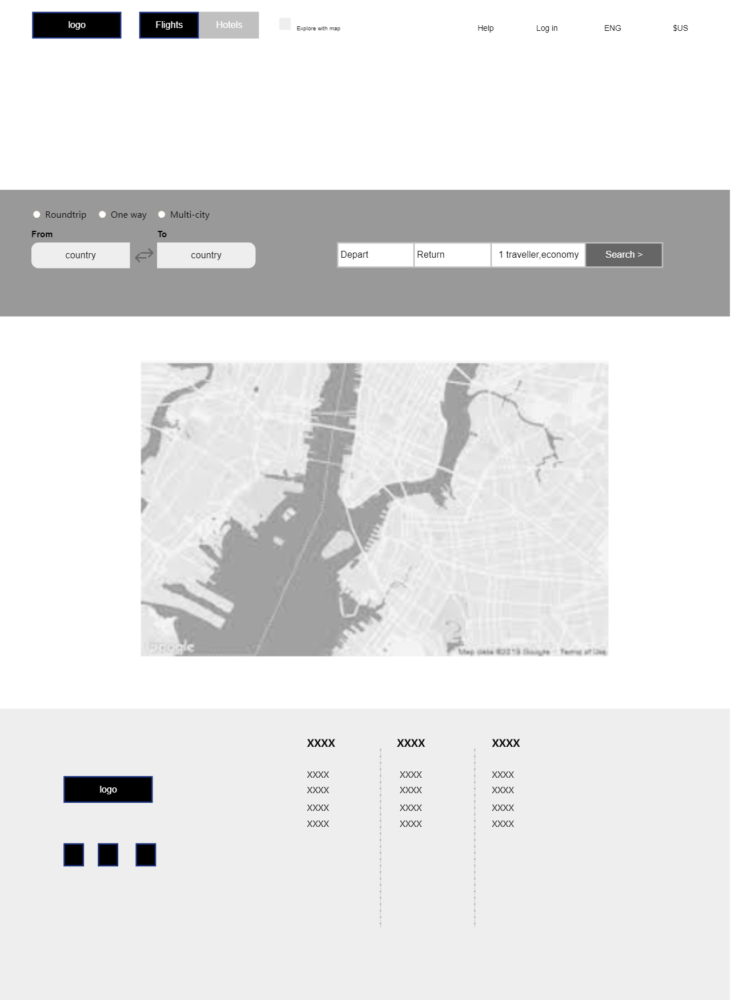 logo
Flights
Hotels
Explore with map
Help
Log in
ENG
$US
Roundtrip
One way
Multi-city
From
To
country
country
Depart
Return
1 traveller,economy
Search >
Google
Map data ©2013 Google
Terms of Use
XXXX
XXXX
XXXX
XXXX
XXXX
XXXX
logo
XXXX
XXXX
XXXX
XXXX
XXXX
XXXX
XXXX
XXXX
XXXX